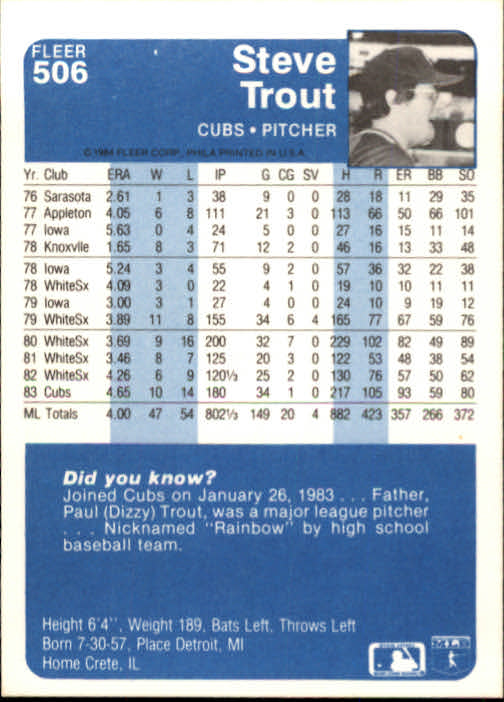 FLEER
506
Steve
Trout
CUBS • PITCHER
© 1984 FLEER CORP., PHILA PRINTED IN U.S.A.
Yr. Club ERA W L IP G CG SV H R ER BB SO
76 Sarasota 2.61 1 3 38 9 0 0 28 18 11 29 35
77 Appleton 4.05 6 8 111 21 3 0 113 66 50 66 101
77 Iowa 5.63 0 4 24 5 0 0 27 16 15 11 14
78 Knoxvlle 1.65 8 3 71 12 2 0 46 16 13 33 48
78 Iowa 5.24 3 4 55 9 2 0 57 36 32 22 38
78 WhiteSx 4.09 3 0 22 4 1 0 19 10 10 11 11
79 Iowa 3.00 3 1 27 4 0 0 24 10 9 19 12
79 WhiteSx 3.89 11 8 155 34 6 4 165 77 67 59 76
80 WhiteSx 3.69 9 16 200 32 7 0 229 102 82 49 89
81 WhiteSx 3.46 8 7 125 20 3 0 122 53 48 38 54
82 WhiteSx 4.26 6 9 120⅓ 25 2 0 130 76 57 50 62
83 Cubs 4.65 10 14 180 34 1 0 217 105 93 59 80
ML Totals 4.00 47 54 802⅓ 149 20 4 882 423 357 266 372
Did you know?
Joined Cubs on January 26, 1983 . . . Father,
Paul (Dizzy) Trout, was a major league pitcher
. . . Nicknamed "Rainbow" by high school
baseball team.
Height 6'4", Weight 189, Bats Left, Throws Left
Born 7-30-57, Place Detroit, MI
Home Crete, IL